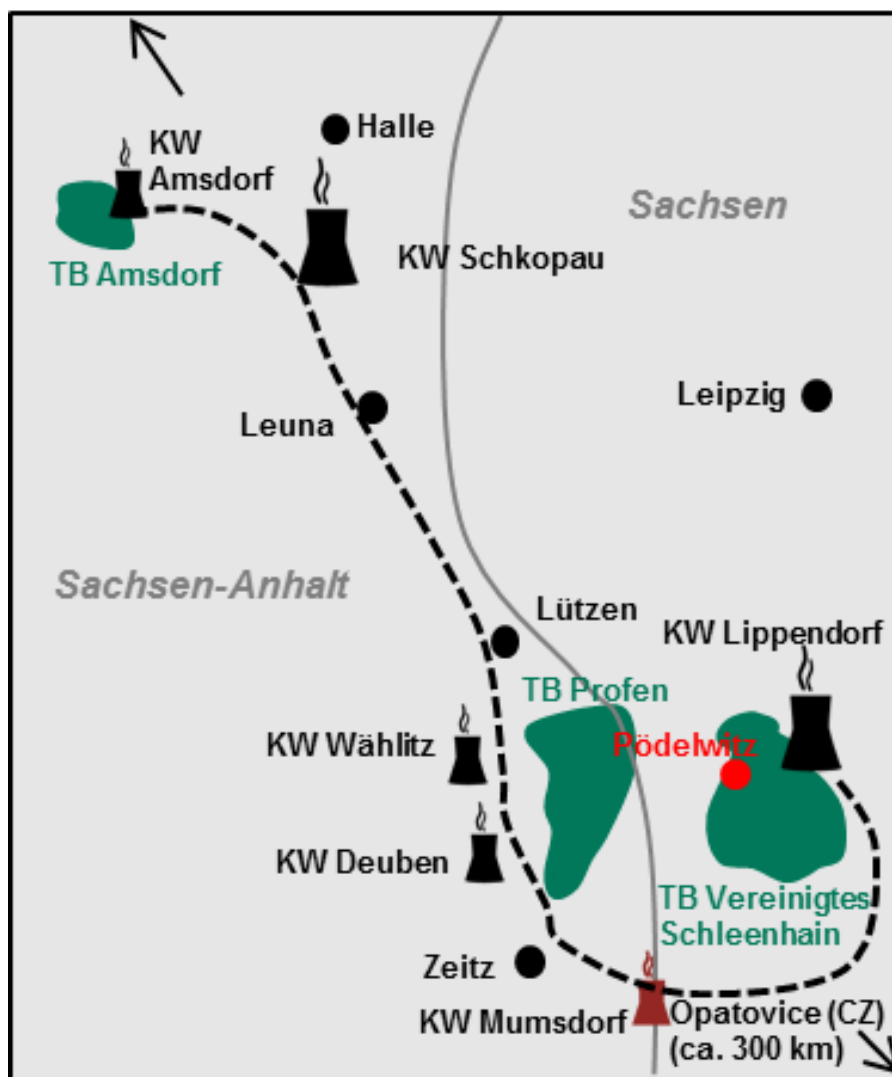 Halle
KW
Amsdorf
Sachsen
KW Schkopau
TB Amsdorf
Leipzig
Leuna
Sachsen-Anhalt
Lützen
KW Lippendorf
TB Profen
KW Wählitz
Pödelwitz
KW Deuben
TB Vereinigtes
Schleenhain
Zeitz
KW Mumsdorf
Opatovice (CZ)
(ca. 300 km)